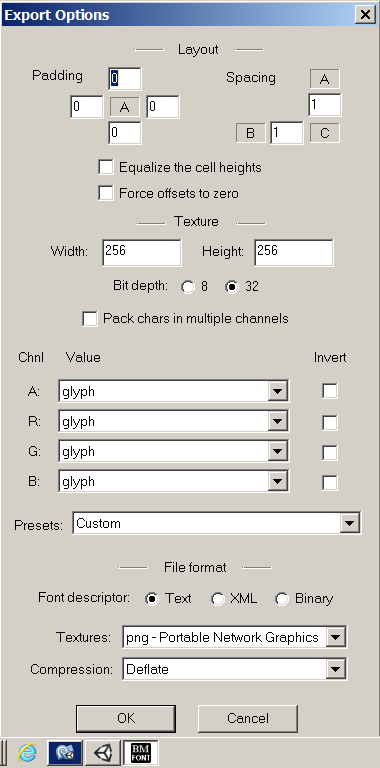 Export Options
Layout
Padding 0 Spacing A
0 A 0 1
0 B 1 C
Equalize the cell heights
Force offsets to zero
Texture
Width: 256 Height: 256
Bit depth: 8 32
Pack chars in multiple channels
Chnl Value Invert
A: glyph
R: glyph
G: glyph
B: glyph
Presets: Custom
File format
Font descriptor: Text XML Binary
Textures: png - Portable Network Graphics
Compression: Deflate
OK Cancel
BM
FONT